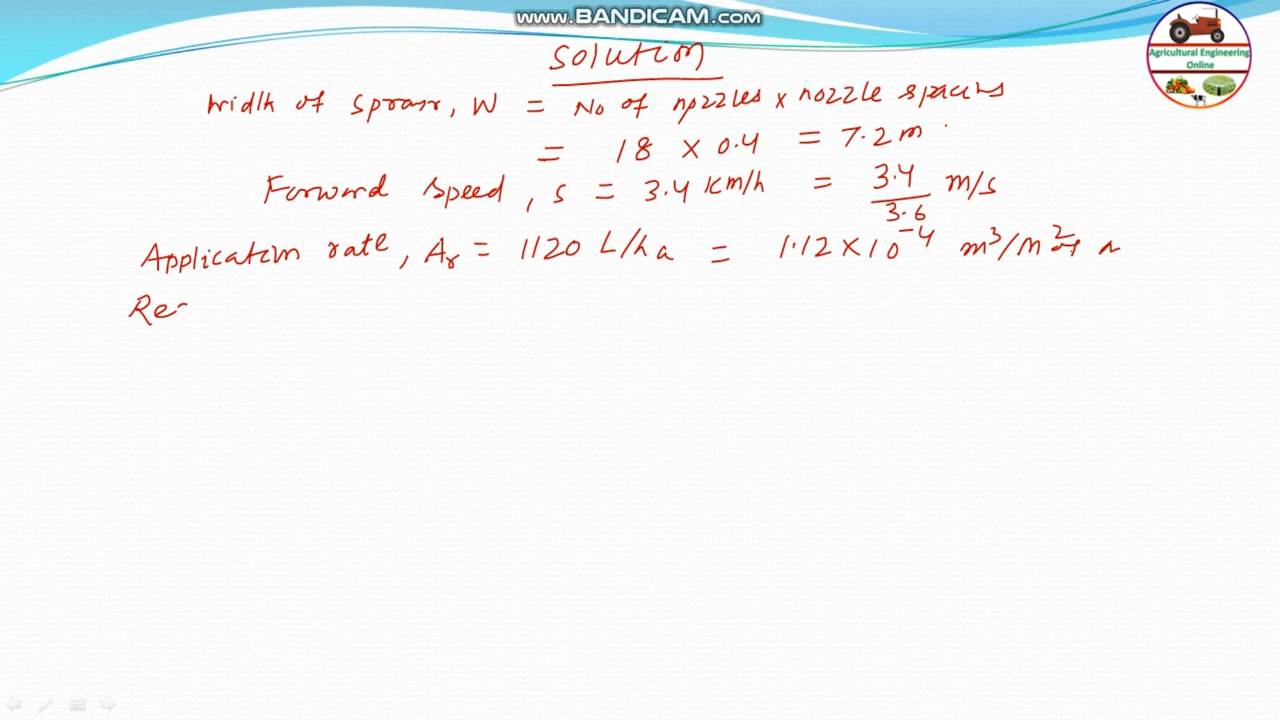 www.BANDICAM.com
Agricultural Engineering
Online
Solution
Width of spray, W = No of nozzles x nozzle spacing
= 18 x 0.4 = 7.2 m
Forward speed, s = 3.4 km/h = 3.4/3.6 m/s
Application rate, Ar = 1120 L/ha = 1.12 x 10⁻⁴ m³/m² or m
Re